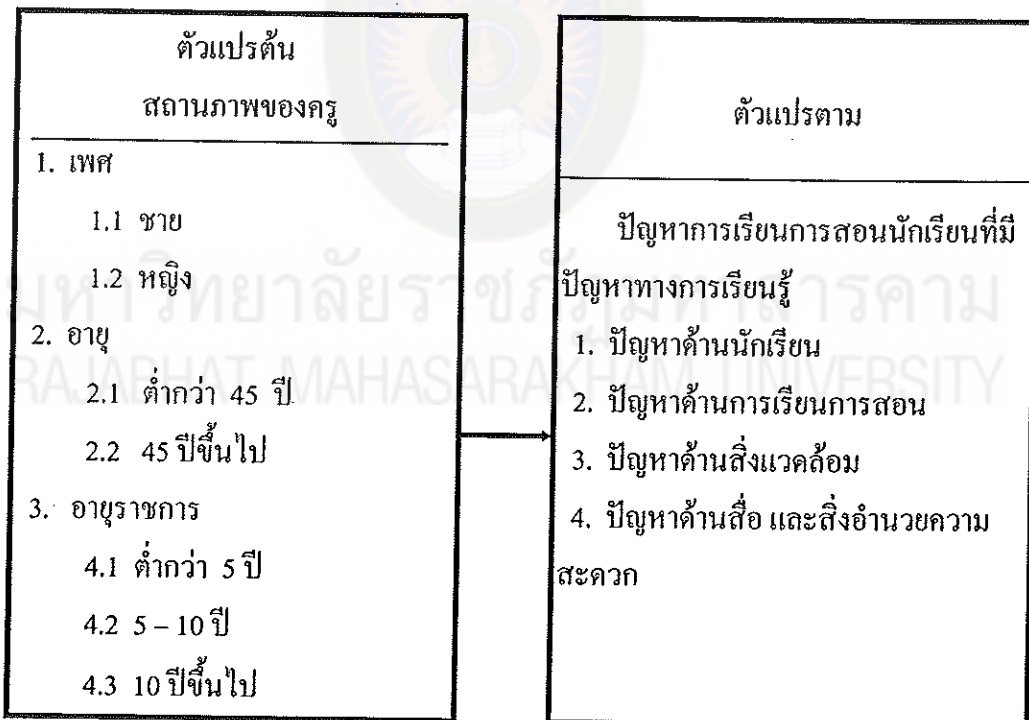 ตัวแปรต้น
สถานภาพของครู
1. เพศ
1.1 ชาย
1.2 หญิง
2. อายุ
2.1 ต่ำกว่า 45 ปี
2.2 45 ปีขึ้นไป
3. อายุราชการ
4.1 ต่ำกว่า 5 ปี
4.2 5 – 10 ปี
4.3 10 ปีขึ้นไป
ตัวแปรตาม
ปัญหาการเรียนการสอนนักเรียนที่มี
ปัญหาทางการเรียนรู้
1. ปัญหาด้านนักเรียน
2. ปัญหาด้านการเรียนการสอน
3. ปัญหาด้านสิ่งแวดล้อม
4. ปัญหาด้านสื่อ และสิ่งอำนวยความ
สะดวก
มหาวิทยาลัยราชภัฏมหาสารคาม
RAJABHAT MAHASARAKHAM UNIVERSITY